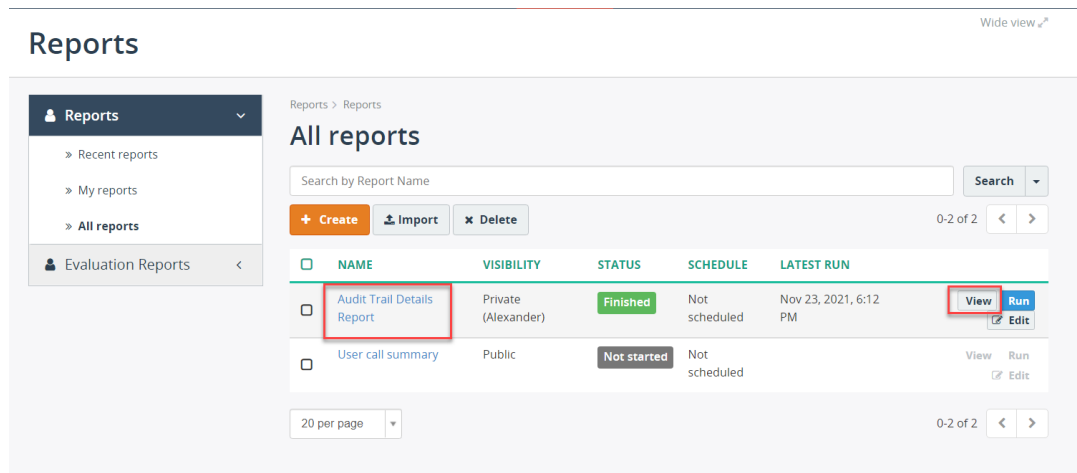 Wide view
Reports
Reports
» Recent reports
» My reports
» All reports
Evaluation Reports
Reports > Reports
All reports
Search by Report Name
Search
Create
Import
Delete
0-2 of 2
NAME VISIBILITY STATUS SCHEDULE LATEST RUN
Audit Trail Details Private Finished Not Nov 23, 2021, 6:12 View Run
Report (Alexander) scheduled PM Edit
User call summary Public Not started Not View Run
scheduled Edit
20 per page
0-2 of 2